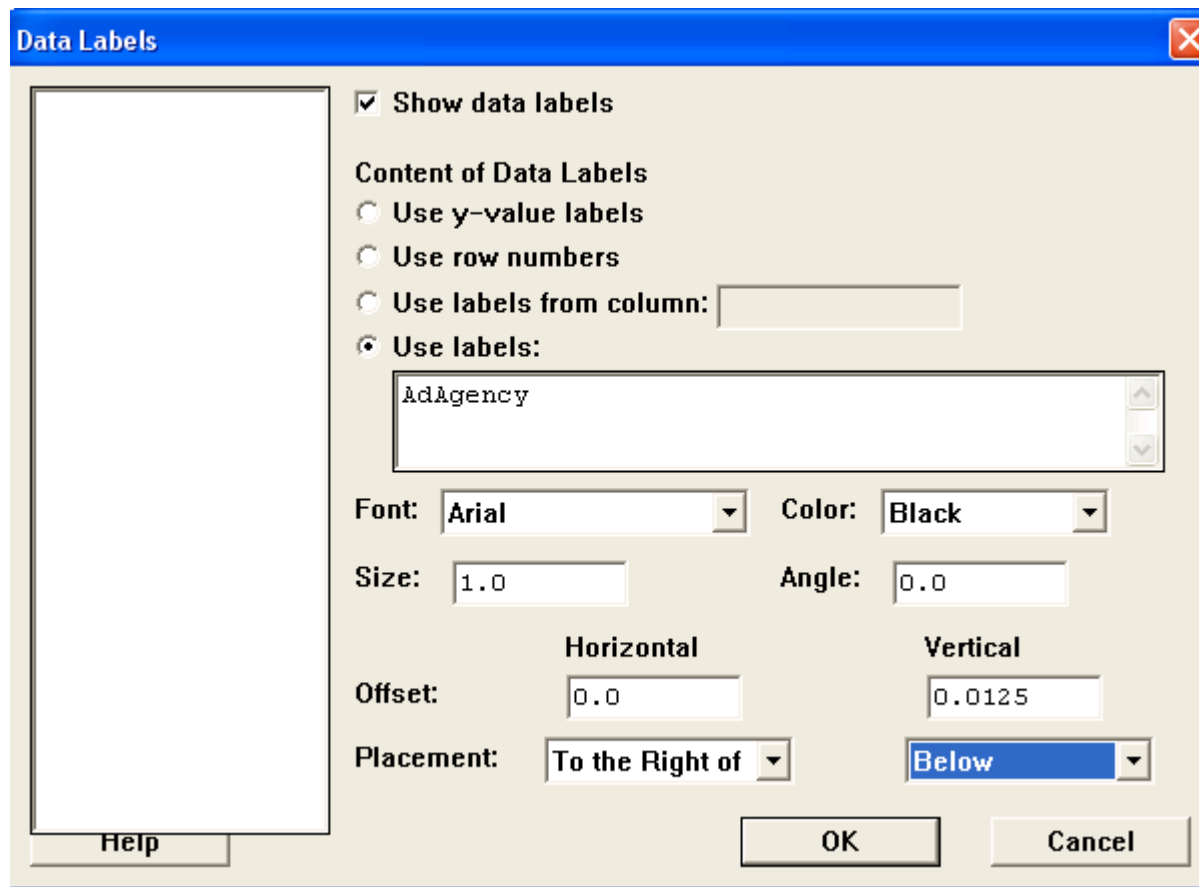 Data Labels
Show data labels
Content of Data Labels
Use y-value labels
Use row numbers
Use labels from column:
Use labels:
AdAgency
Font: Arial Color: Black
Size: 1.0 Angle: 0.0
Horizontal Vertical
Offset: 0.0 0.0125
Placement: To the Right of Below
Help OK Cancel